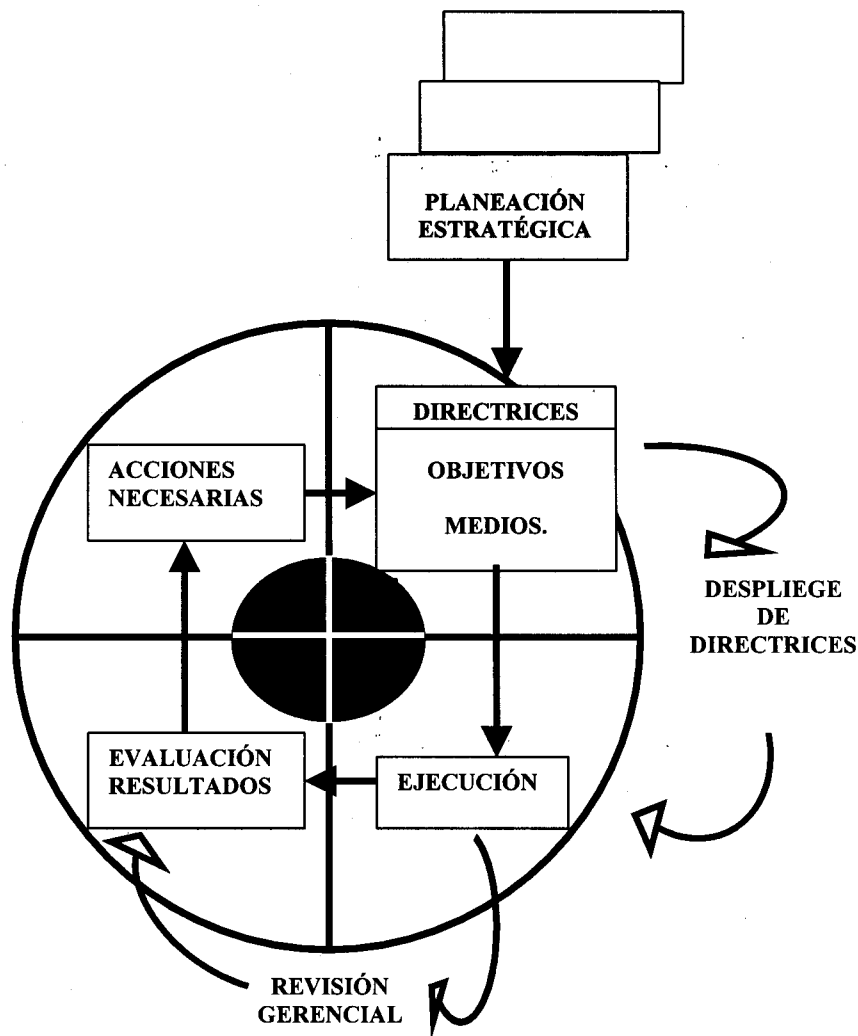 PLANEACIÓN
ESTRATÉGICA
DIRECTRICES
OBJETIVOS
MEDIOS.
ACCIONES
NECESARIAS
DESPLIEGE
DE
DIRECTRICES
EVALUACIÓN
RESULTADOS
EJECUCIÓN
REVISIÓN
GERENCIAL